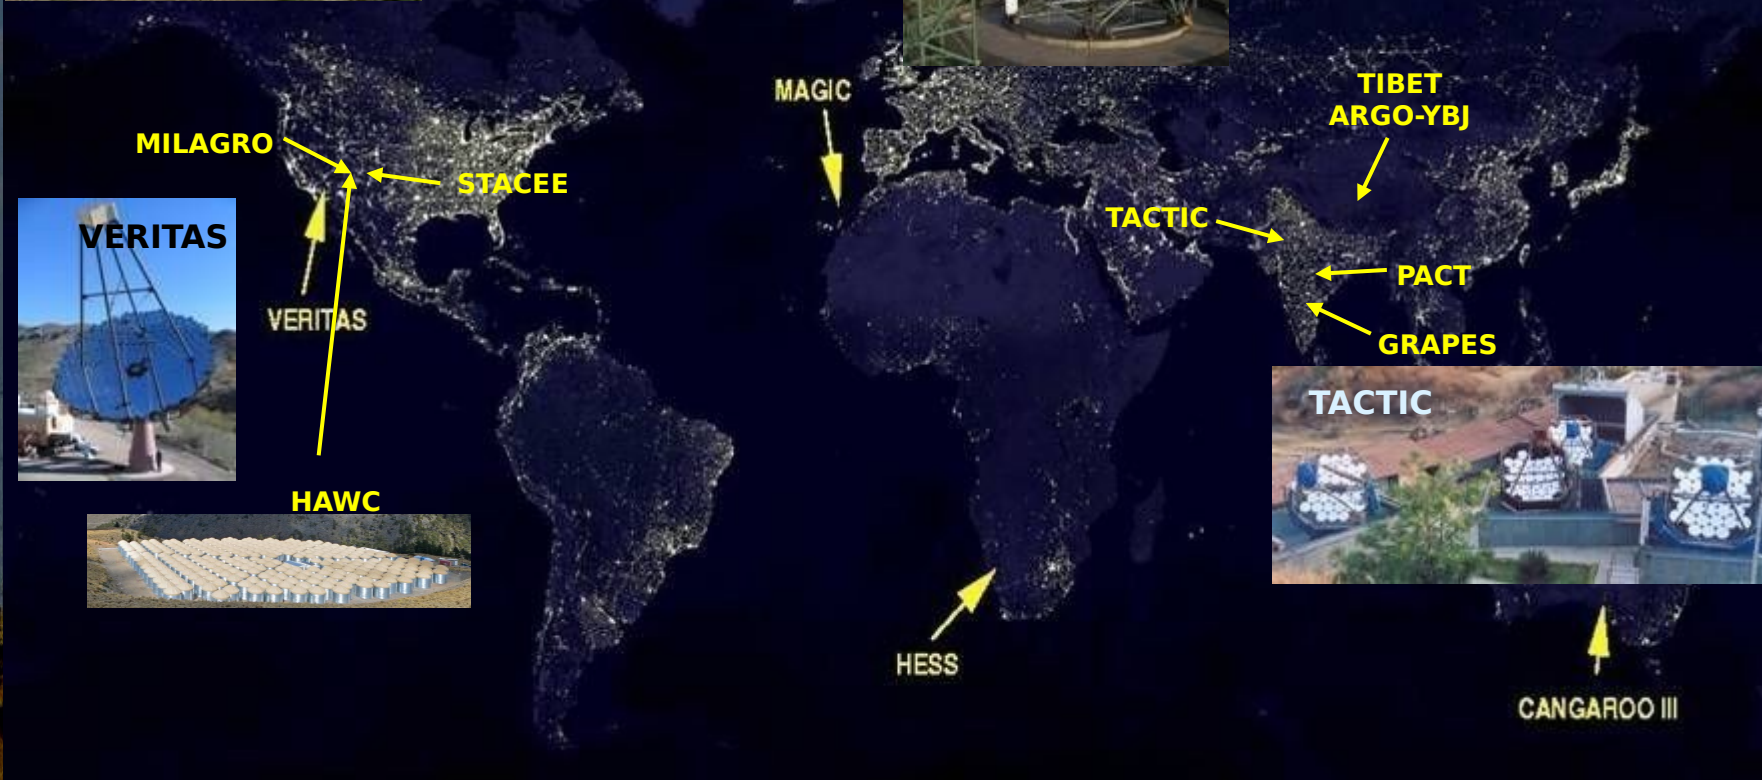 MAGIC
TIBET
ARGO-YBJ
MILAGRO
STACEE
TACTIC
VERITAS
PACT
VERITAS
GRAPES
TACTIC
HAWC
HESS
CANGAROO III